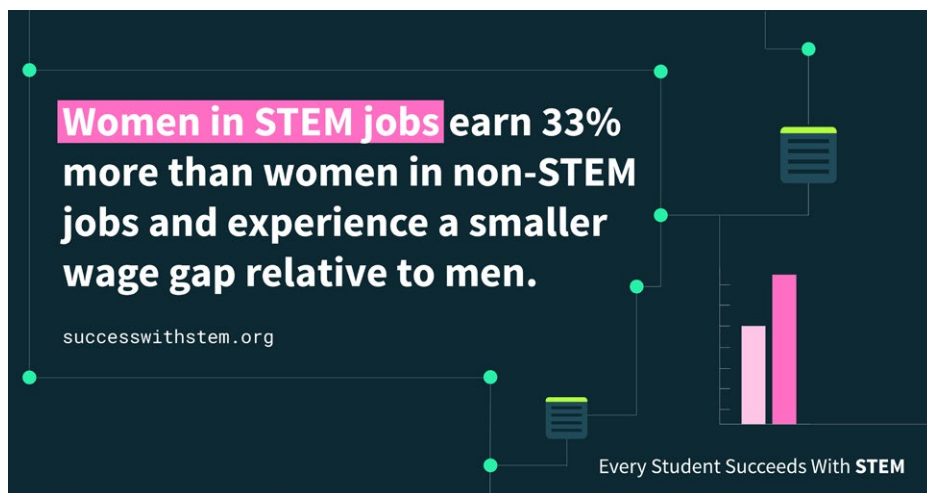 Women in STEM jobs earn 33%
more than women in non-STEM
jobs and experience a smaller
wage gap relative to men.
successwithstem.org
Every Student Succeeds With STEM